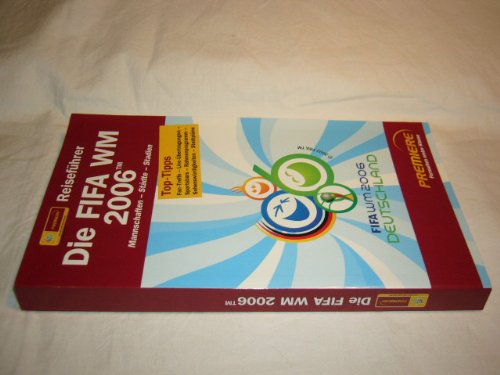 Reiseführer
Die FIFA WM
2006™
Mannschaften – Städte – Stadien
Top-Tipps
Fan-Treffs – Live-Übertragungen –
Sportsbars – Rahmenprogramm –
Sehenswürdigkeiten – Stadtpläne
FIFA WM 2006
DEUTSCHLAND
PREMIERE
Die FIFA WM 2006™